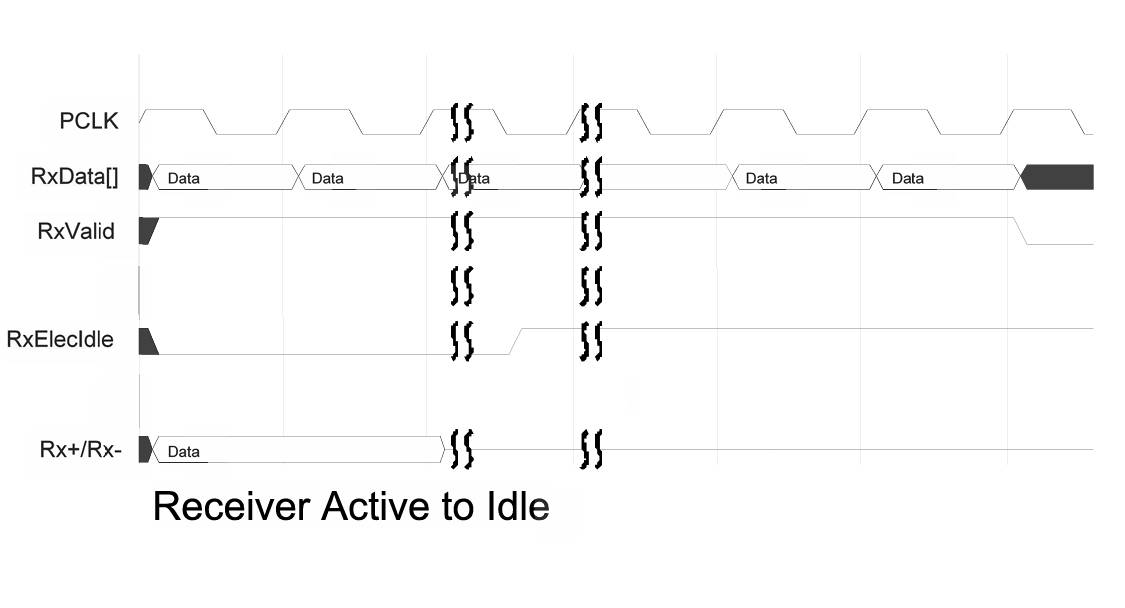 PCLK
RxData[] Data Data Data Data Data
RxValid
RxElecIdle
Rx+/Rx- Data
Receiver Active to Idle